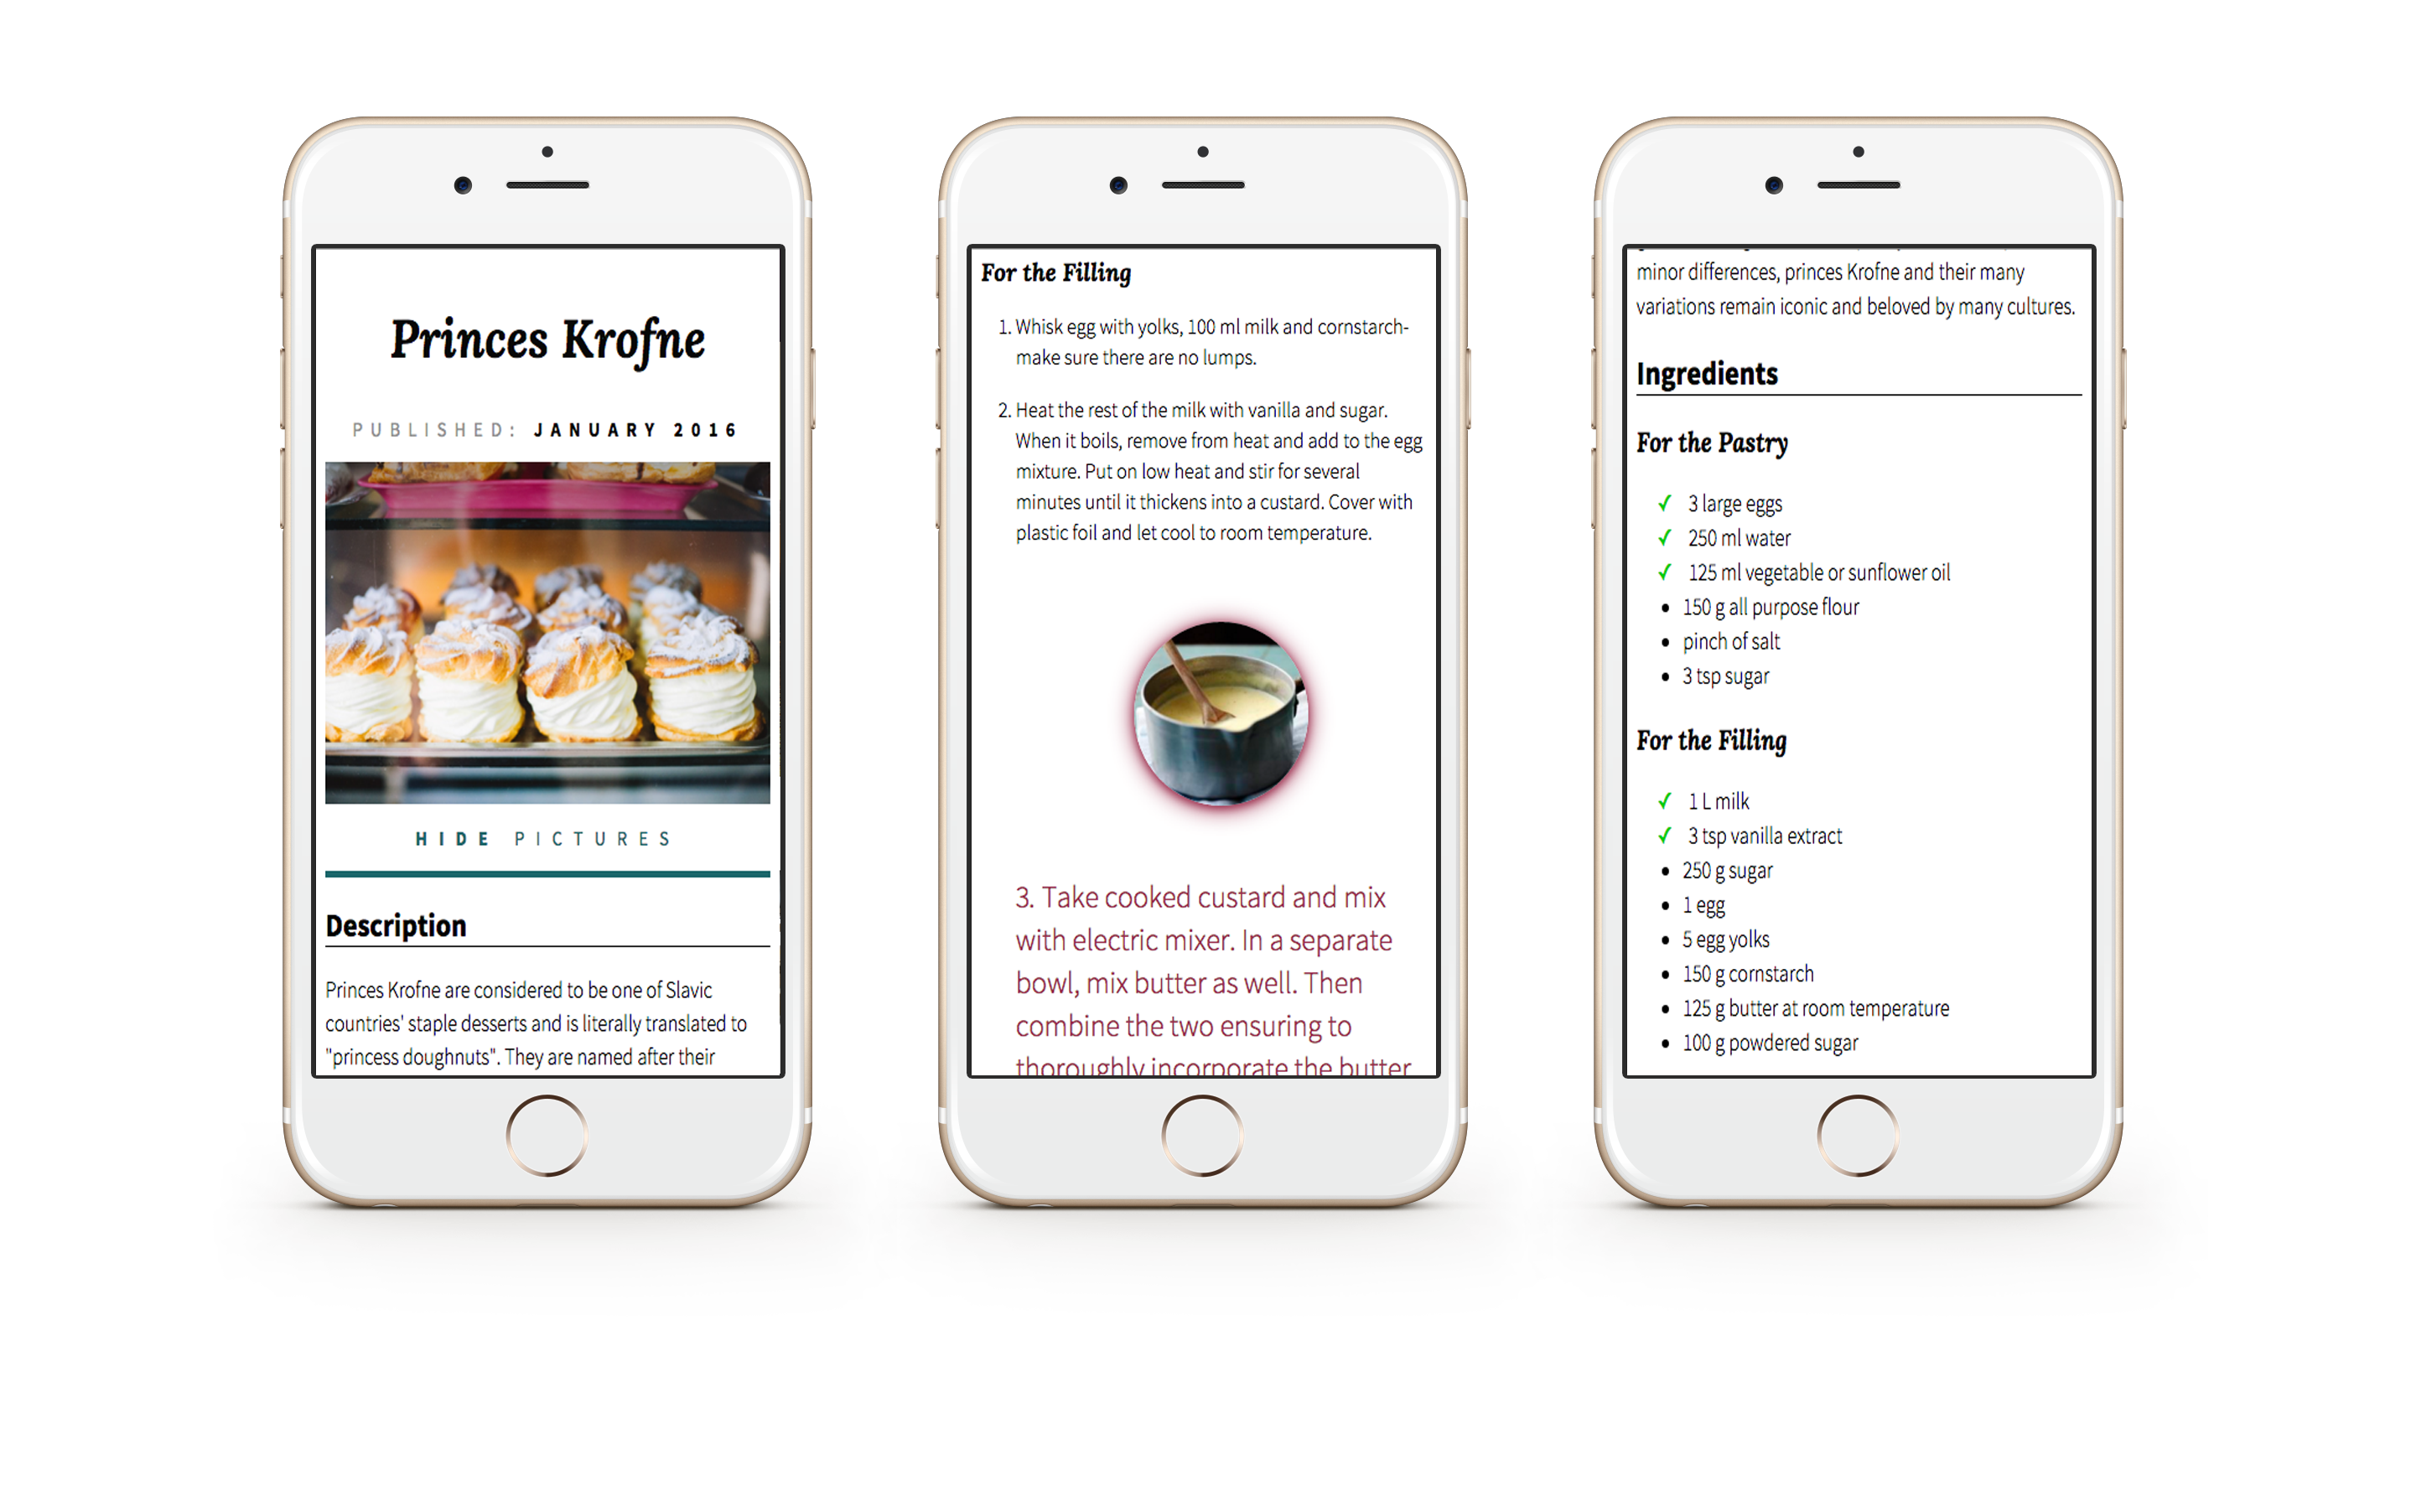 Princes Krofne
PUBLISHED: JANUARY 2016
HIDE PICTURES
Description
Princes Krofne are considered to be one of Slavic
countries' staple desserts and is literally translated to
"princess doughnuts". They are named after their
For the Filling
1. Whisk egg with yolks, 100 ml milk and cornstarch-
make sure there are no lumps.
2. Heat the rest of the milk with vanilla and sugar.
When it boils, remove from heat and add to the egg
mixture. Put on low heat and stir for several
minutes until it thickens into a custard. Cover with
plastic foil and let cool to room temperature.
3. Take cooked custard and mix
with electric mixer. In a separate
bowl, mix butter as well. Then
combine the two ensuring to
thoroughly incorporate the butter
minor differences, princes Krofne and their many
variations remain iconic and beloved by many cultures.
Ingredients
For the Pastry
✓ 3 large eggs
✓ 250 ml water
✓ 125 ml vegetable or sunflower oil
• 150 g all purpose flour
• pinch of salt
• 3 tsp sugar
For the Filling
✓ 1 L milk
✓ 3 tsp vanilla extract
• 250 g sugar
• 1 egg
• 5 egg yolks
• 150 g cornstarch
• 125 g butter at room temperature
• 100 g powdered sugar